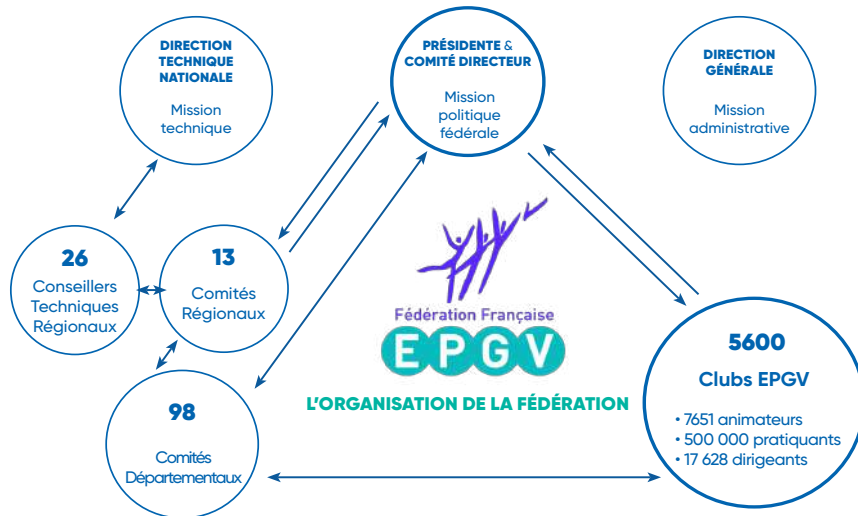 DIRECTION
TECHNIQUE
NATIONALE
Mission
technique
PRÉSIDENTE &
COMITÉ DIRECTEUR
Mission
politique
fédérale
DIRECTION
GÉNÉRALE
Mission
administrative
26
Conseillers
Techniques
Régionaux
13
Comités
Régionaux
98
Comités
Départementaux
Fédération Française
EPGV
L'ORGANISATION DE LA FÉDÉRATION
5600
Clubs EPGV
• 7651 animateurs
• 500 000 pratiquants
• 17 628 dirigeants